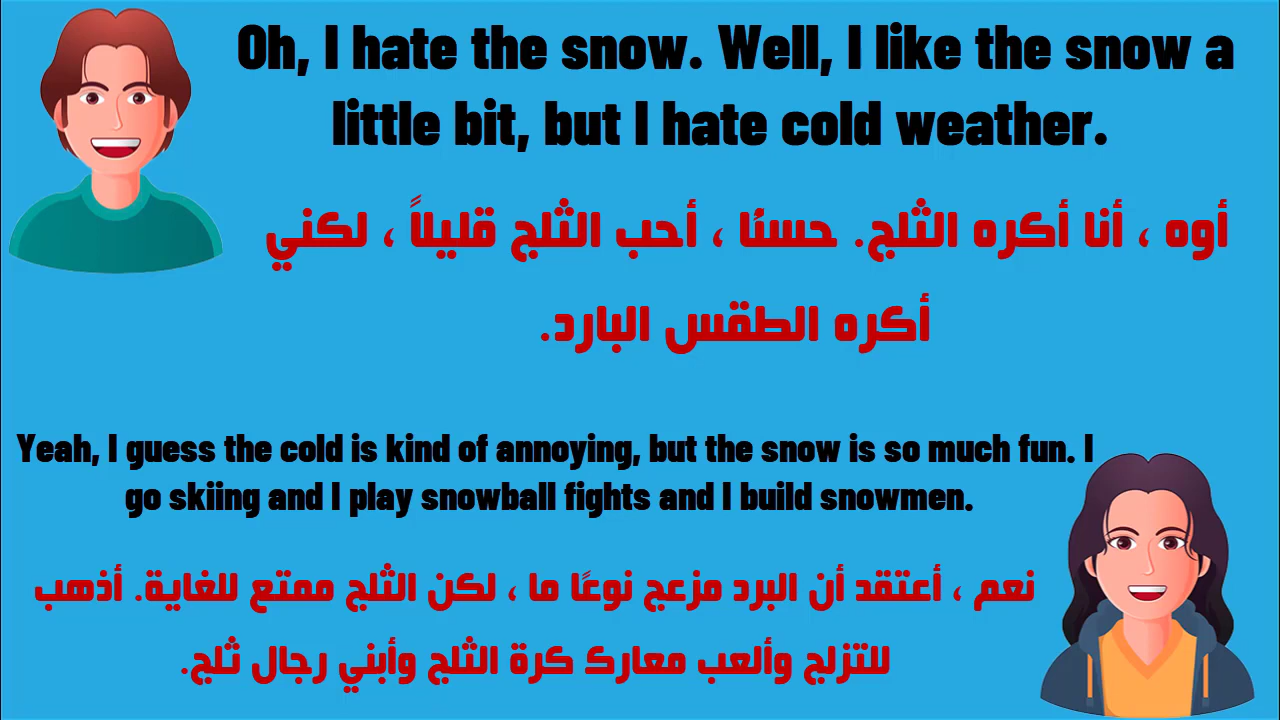 Oh, I hate the snow. Well, I like the snow a
little bit, but I hate cold weather.
أوه ، أنا أكره الثلج. حسنًا ، أحب الثلج قليلاً ، لكني
أكره الطقس البارد.
Yeah, I guess the cold is kind of annoying, but the snow is so much fun. I
go skiing and I play snowball fights and I build snowmen.
نعم ، أعتقد أن البرد مزعج نوعًا ما ، لكن الثلج ممتع للغاية. أذهب
للتزلج وألعب معارك كرة الثلج وأبني رجال ثلج.